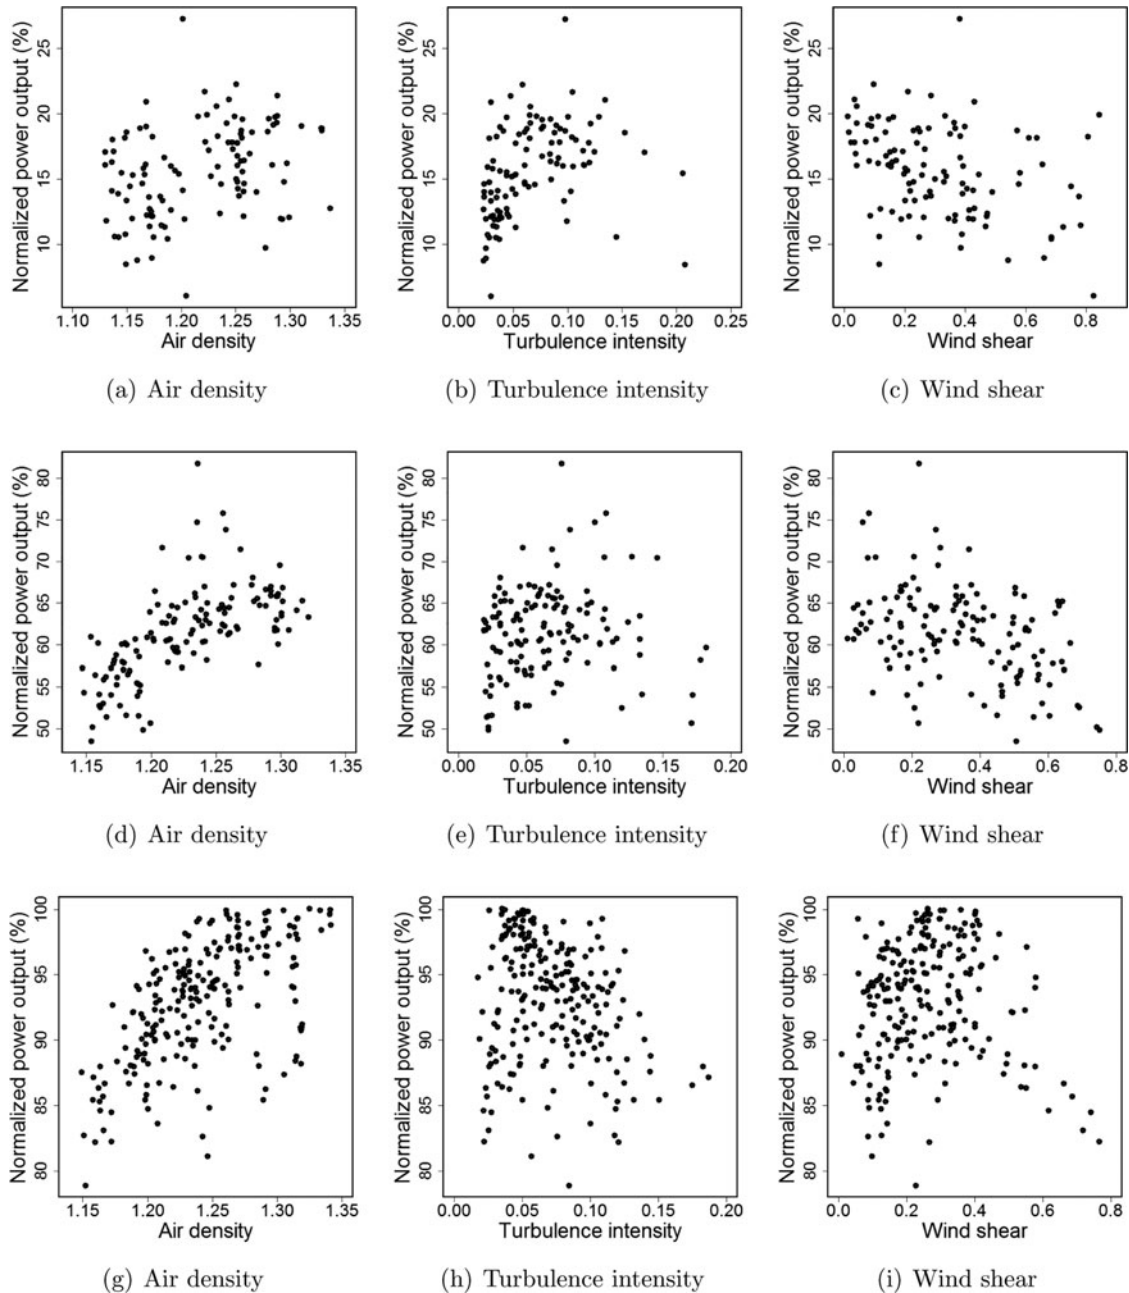 Normalized power output (%)
25
20
15
10
1.10 1.15 1.20 1.25 1.30 1.35
Air density
(a) Air density
Normalized power output (%)
25
20
15
10
0.00 0.05 0.10 0.15 0.20 0.25
Turbulence intensity
(b) Turbulence intensity
Normalized power output (%)
25
20
15
10
0.0 0.2 0.4 0.6 0.8
Wind shear
(c) Wind shear
Normalized power output (%)
80
75
70
65
60
55
50
1.15 1.20 1.25 1.30 1.35
Air density
(d) Air density
Normalized power output (%)
80
75
70
65
60
55
50
0.00 0.05 0.10 0.15 0.20
Turbulence intensity
(e) Turbulence intensity
Normalized power output (%)
80
75
70
65
60
55
50
0.0 0.2 0.4 0.6 0.8
Wind shear
(f) Wind shear
Normalized power output (%)
100
95
90
85
80
1.15 1.20 1.25 1.30 1.35
Air density
(g) Air density
Normalized power output (%)
100
95
90
85
80
0.00 0.05 0.10 0.15 0.20
Turbulence intensity
(h) Turbulence intensity
Normalized power output (%)
100
95
90
85
80
0.0 0.2 0.4 0.6 0.8
Wind shear
(i) Wind shear